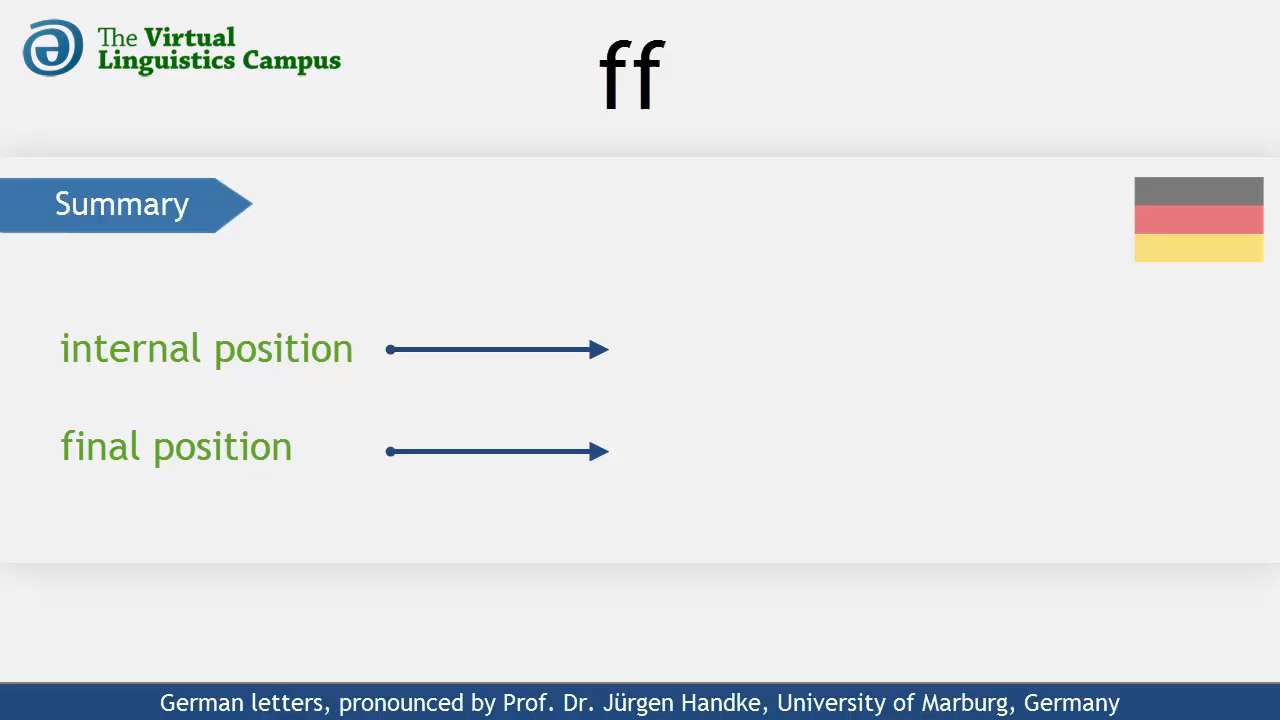 The Virtual
Linguistics Campus
ff
Summary
internal position
final position
German letters, pronounced by Prof. Dr. Jürgen Handke, University of Marburg, Germany